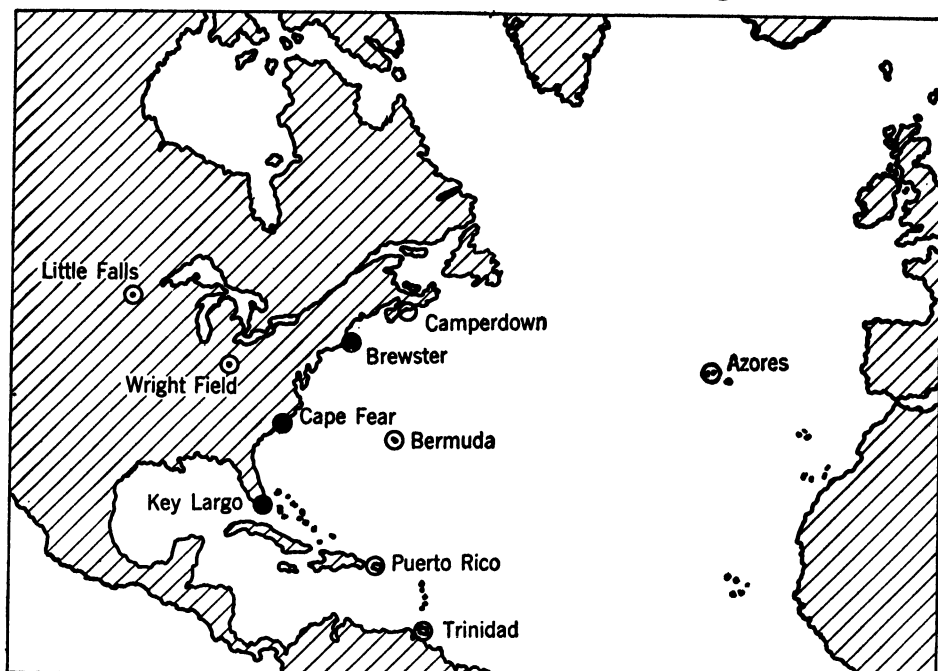 Little Falls
Camperdown
Brewster
Azores
Wright Field
Cape Fear
Bermuda
Key Largo
Puerto Rico
Trinidad